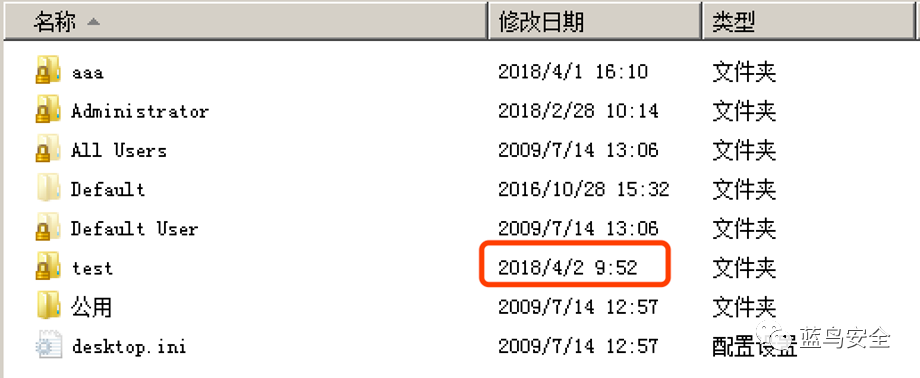 名称 修改日期 类型
aaa 2018/4/1 16:10 文件夹
Administrator 2018/2/28 10:14 文件夹
All Users 2009/7/14 13:06 文件夹
Default 2016/10/28 15:32 文件夹
Default User 2009/7/14 13:06 文件夹
test 2018/4/2 9:52 文件夹
公用 2009/7/14 12:57 文件夹
desktop.ini 2009/7/14 12:57 配置设置
蓝鸟安全